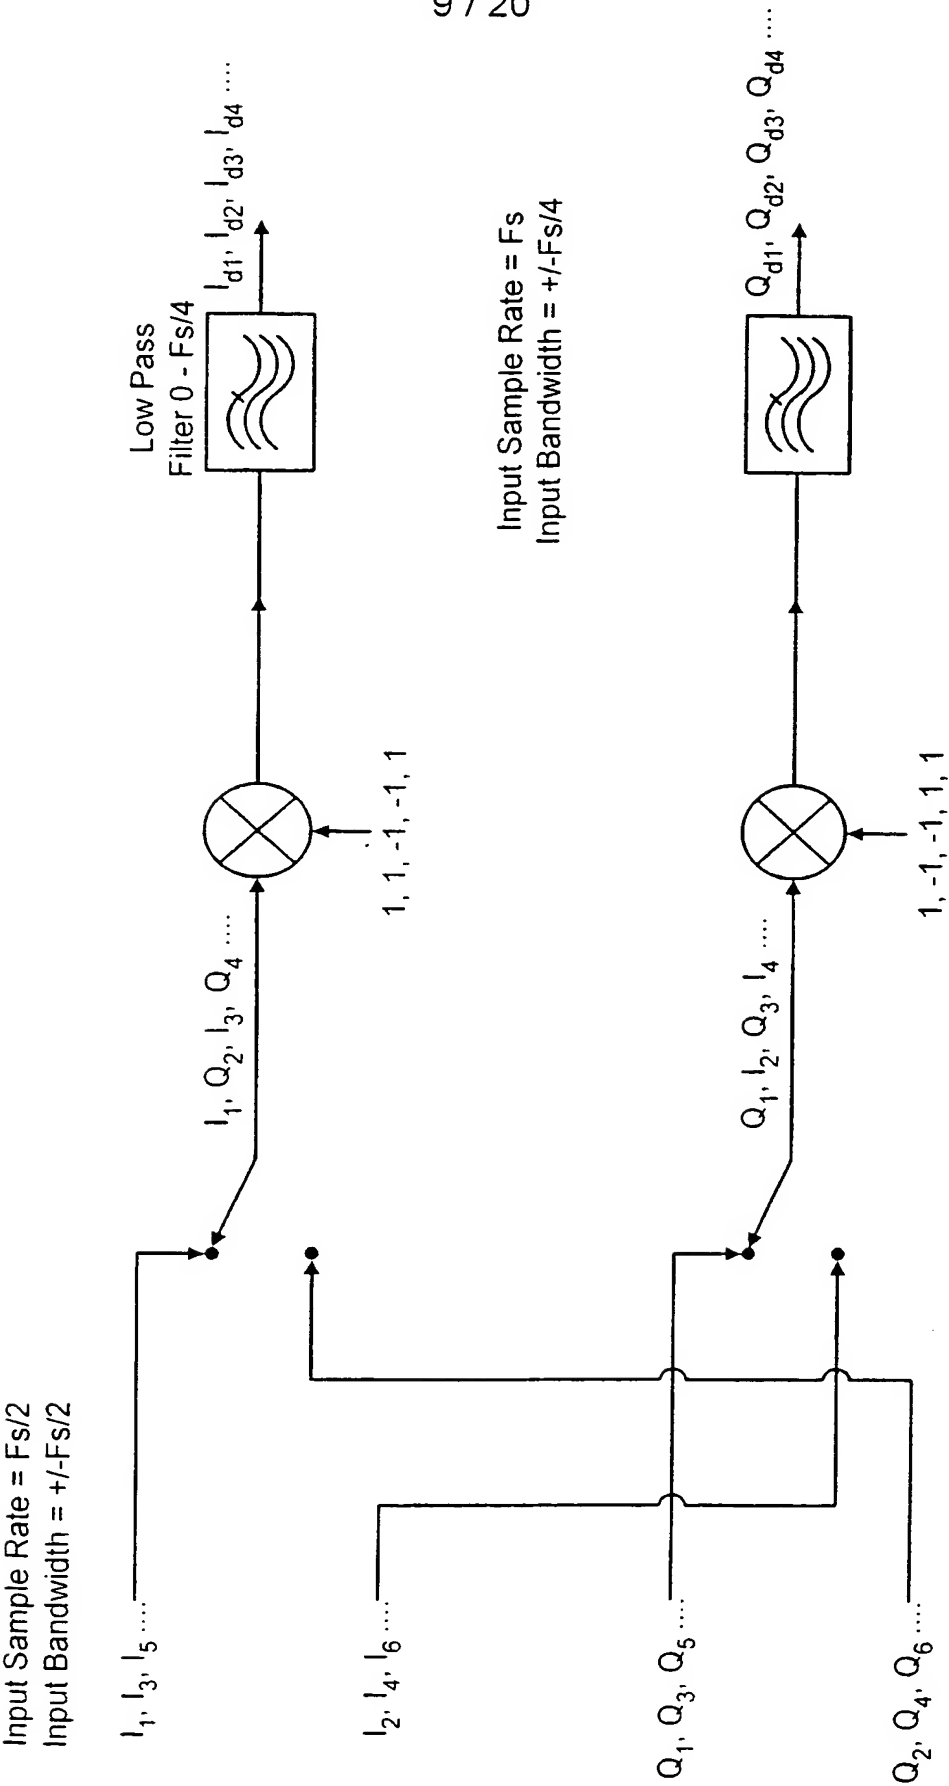 9 / 20
Input Sample Rate = Fs/2
Input Bandwidth = +/-Fs/2
I1, I3, I5 .....
I2, I4, I6 .....
Q1, Q3, Q5 .....
Q2, Q4, Q6 .....
I1, Q2, I3, Q4 .....
1, 1, -1, -1, 1
Low Pass
Filter 0 - Fs/4
Id1, Id2, Id3, Id4 .....
Q1, I2, Q3, I4 .....
1, -1, -1, 1, 1
Input Sample Rate = Fs
Input Bandwidth = +/-Fs/4
Qd1, Qd2, Qd3, Qd4 .....